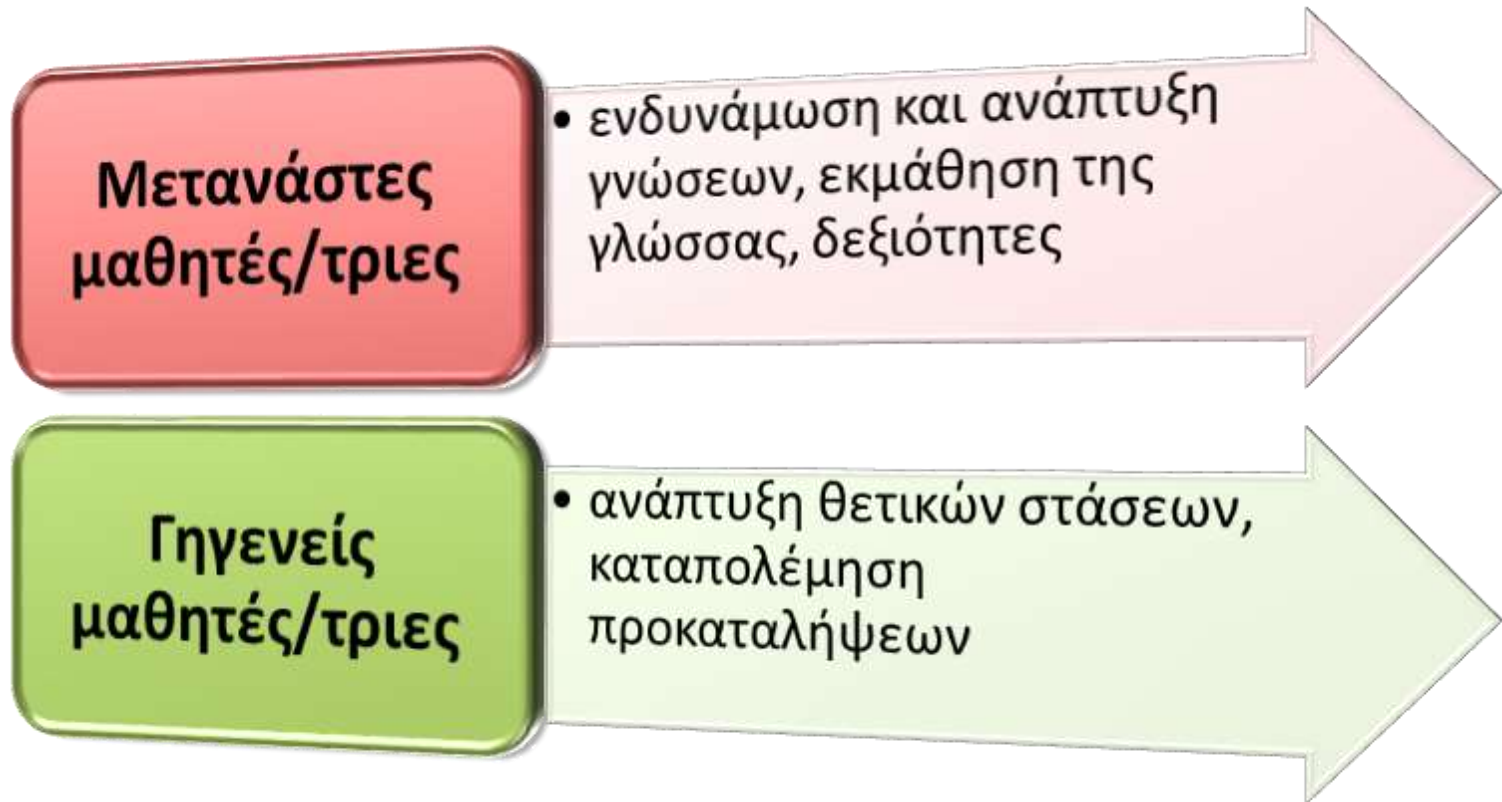 Μετανάστες
μαθητές/τριες
• ενδυνάμωση και ανάπτυξη
γνώσεων, εκμάθηση της
γλώσσας, δεξιότητες
Γηγενείς
μαθητές/τριες
• ανάπτυξη θετικών στάσεων,
καταπολέμηση
προκαταλήψεων